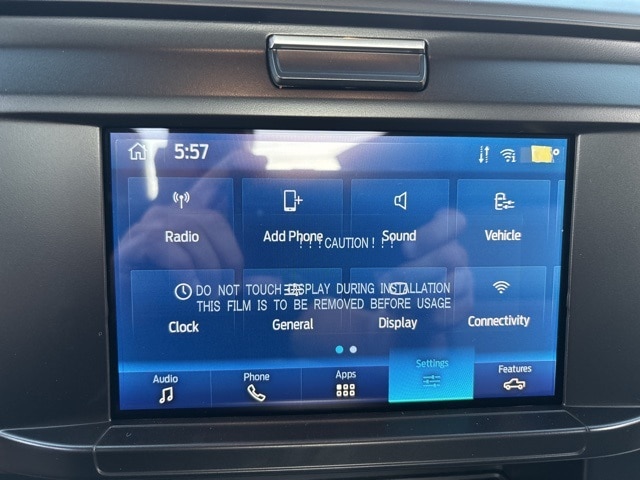 5:57
Radio
Add Phone
Sound
Vehicle
! ! !CAUTION! ! !
DO NOT TOUCH DISPLAY DURING INSTALLATION
THIS FILM IS TO BE REMOVED BEFORE USAGE
Clock
General
Display
Connectivity
Audio
Phone
Apps
Settings
Features